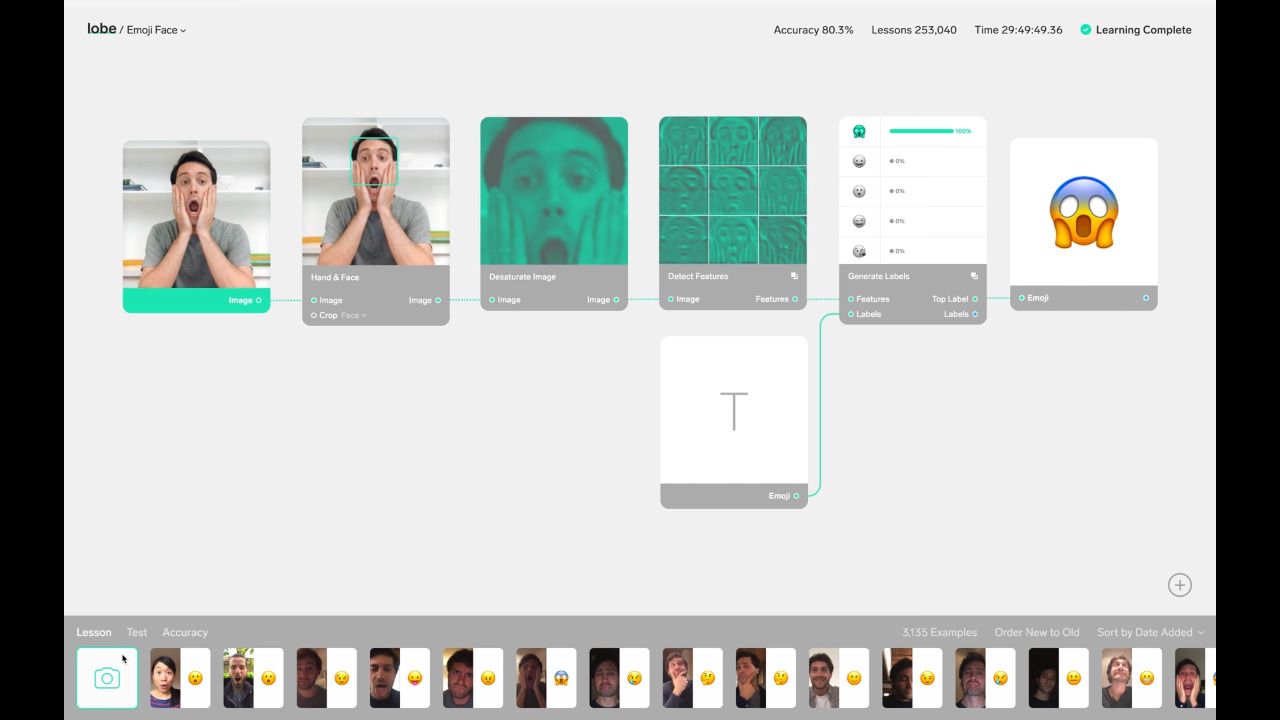 lobe / Emoji Face
Accuracy 80.3% Lessons 253,040 Time 29:49:49.36 Learning Complete
100%
0%
0%
0%
0%
Image
Hand & Face
Image Image
Crop Face
Desaturate Image
Image Image
Detect Features
Image Features
Generate Labels
Features Top Label
Labels Labels
Emoji
T
Emoji
Lesson Test Accuracy
3,135 Examples Order New to Old Sort by Date Added